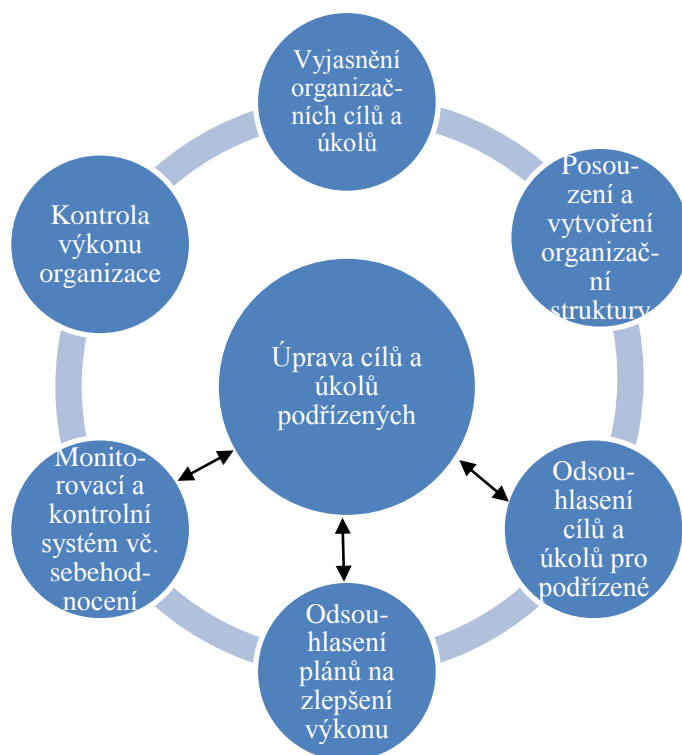 Vyjasnění
organizač-
ních cílů a
úkolů
Posou-
zení a
vytvoření
organizač-
ní
struktury
Odsou-
hlasení
cílů a
úkolů pro
podřízené
Odsou-
hlasení
plánů na
zlepšení
výkonu
Monito-
rovací a
kontrolní
systém vč.
sebehod-
nocení
Kontrola
výkonu
organizace
Úprava cílů a
úkolů
podřízených